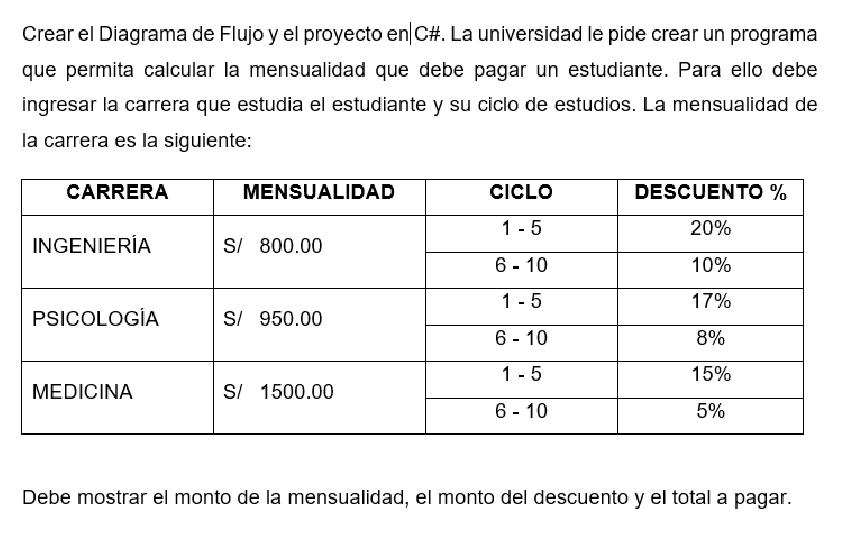 Crear el Diagrama de Flujo y el proyecto en C#. La universidad le pide crear un programa
que permita calcular la mensualidad que debe pagar un estudiante. Para ello debe
ingresar la carrera que estudia el estudiante y su ciclo de estudios. La mensualidad de
la carrera es la siguiente:
CARRERA MENSUALIDAD CICLO DESCUENTO %
INGENIERÍA S/ 800.00 1 - 5 20%
6 - 10 10%
PSICOLOGÍA S/ 950.00 1 - 5 17%
6 - 10 8%
MEDICINA S/ 1500.00 1 - 5 15%
6 - 10 5%
Debe mostrar el monto de la mensualidad, el monto del descuento y el total a pagar.